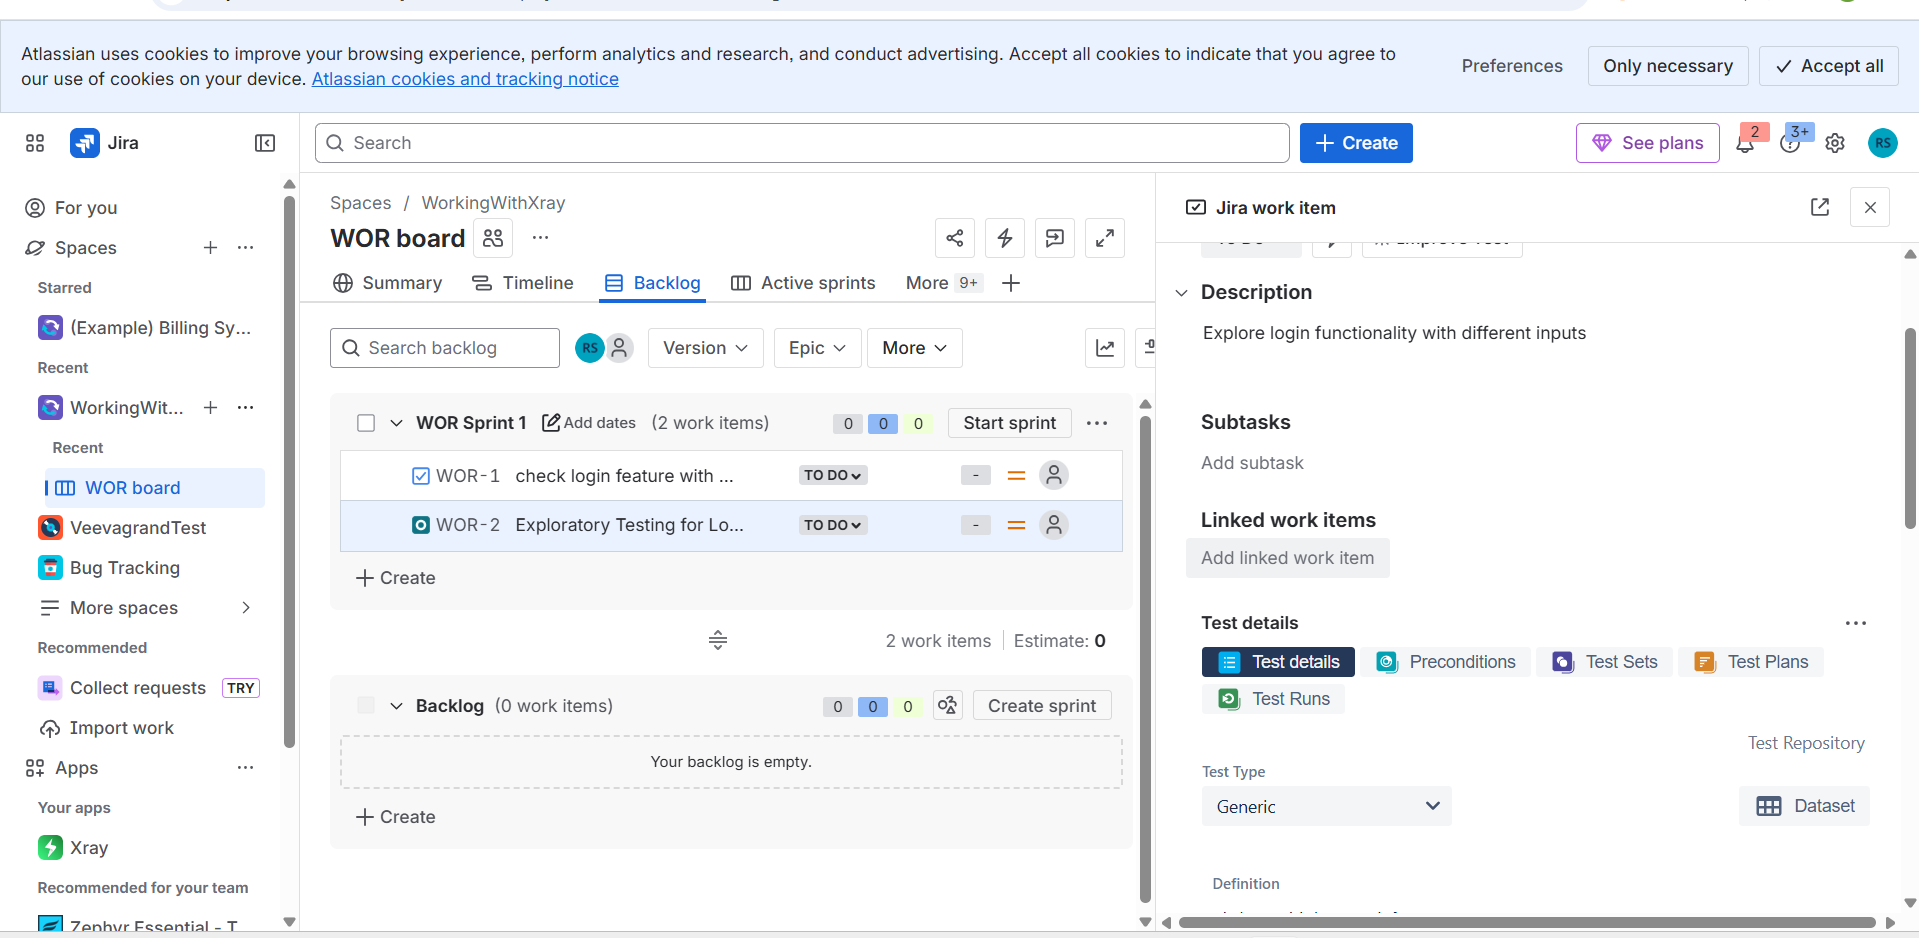 Atlassian uses cookies to improve your browsing experience, perform analytics and research, and conduct advertising. Accept all cookies to indicate that you agree to
our use of cookies on your device. Atlassian cookies and tracking notice
Preferences
Only necessary
Accept all
Jira
Search
Create
See plans
2
3+
RS
For you
Spaces
Starred
(Example) Billing Sy...
Recent
WorkingWit...
Recent
WOR board
VeevagrandTest
Bug Tracking
More spaces
Recommended
Collect requests TRY
Import work
Apps
Your apps
Xray
Recommended for your team
Zephyr Essential - T
Spaces / WorkingWithXray
WOR board
Summary
Timeline
Backlog
Active sprints
More 9+
Search backlog
RS
Version
Epic
More
WOR Sprint 1 Add dates (2 work items) 0 0 0 Start sprint
WOR-1 check login feature with ... TO DO -
WOR-2 Exploratory Testing for Lo... TO DO -
Create
2 work items Estimate: 0
Backlog (0 work items) 0 0 0 Create sprint
Your backlog is empty.
Create
Jira work item
Description
Explore login functionality with different inputs
Subtasks
Add subtask
Linked work items
Add linked work item
Test details
Test details
Preconditions
Test Sets
Test Plans
Test Runs
Test Repository
Test Type
Generic
Dataset
Definition